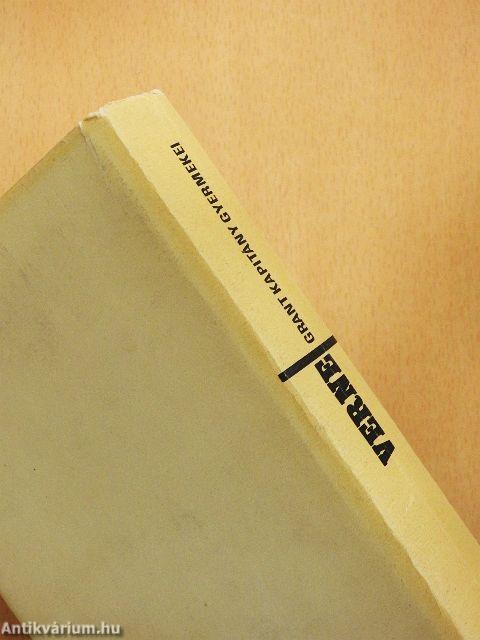 VERNE
GRANT KAPITÁNY GYERMEKEI
Antikvárium.hu